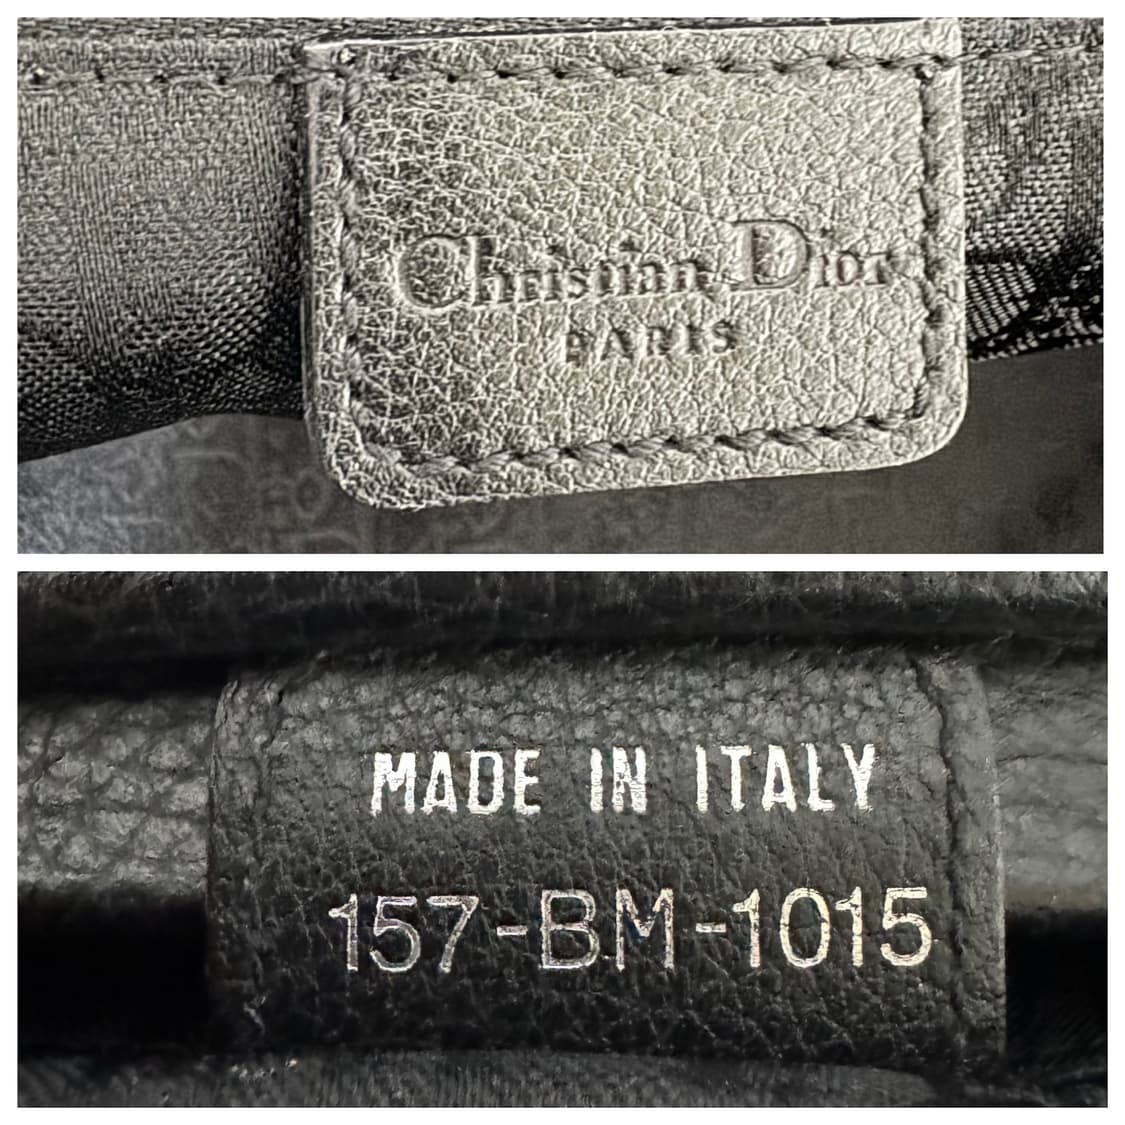 Christian Dior
PARIS
MADE IN ITALY
157-BM-1015